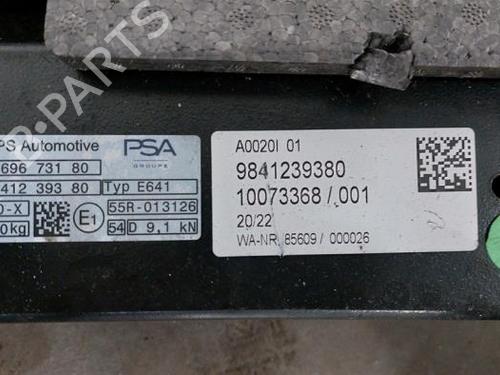 PS Automotive
PSA
GROUPE
696 731 80
412 393 80
Typ E641
D-X
E1
55R-013126
0kg
54 D 9,1 kN
A0020I 01
9841239380
10073368 / 001
20/22
WA-NR. 85609 / 000026
B-PARTS